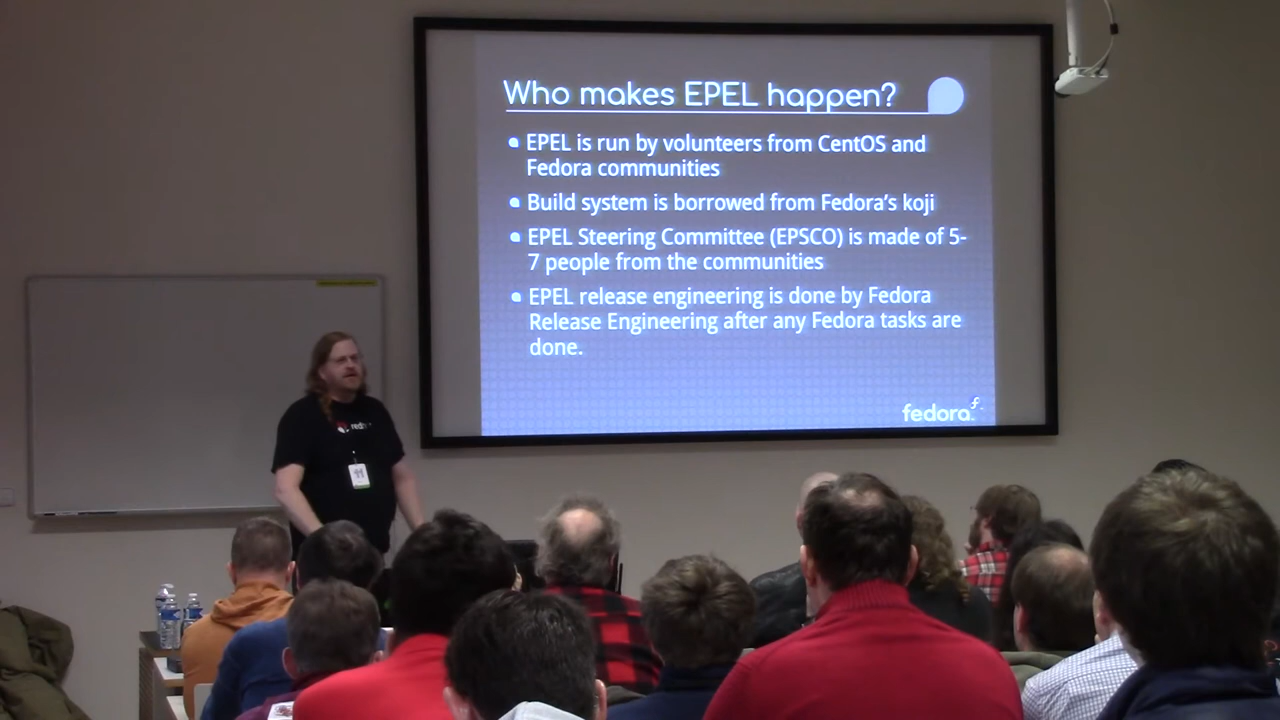 Who makes EPEL happen?
EPEL is run by volunteers from CentOS and
Fedora communities
Build system is borrowed from Fedora's koji
EPEL Steering Committee (EPSCO) is made of 5-
7 people from the communities
EPEL release engineering is done by Fedora
Release Engineering after any Fedora tasks are
done.
fedora